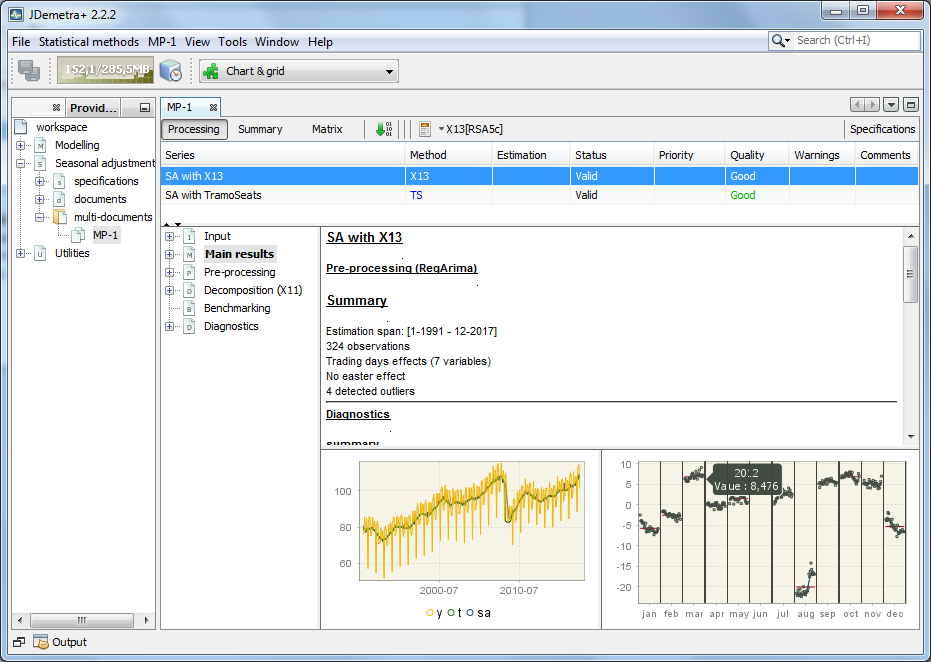 JDemetra+ 2.2.2
File Statistical methods MP-1 View Tools Window Help
Search (Ctrl+I)
152,1/285,5MB
Chart & grid
Provid...
MP-1
workspace
Modelling
Seasonal adjustment
specifications
documents
multi-documents
MP-1
Utilities
Processing Summary Matrix X13[RSA5c] Specifications
Series Method Estimation Status Priority Quality Warnings Comments
SA with X13 X13 Valid Good
SA with TramoSeats TS Valid Good
Input
Main results
Pre-processing
Decomposition (X11)
Benchmarking
Diagnostics
SA with X13
Pre-processing (RegArima)
Summary
Estimation span: [1-1991 - 12-2017]
324 observations
Trading days effects (7 variables)
No easter effect
4 detected outliers
Diagnostics
summary
100
80
60
2000-07 2010-07
y t sa
10
5
0
-5
-10
-15
-20
20:2
Vaue : 8,476
jan feb mar apr may jun jul aug sep oct nov dec
Output